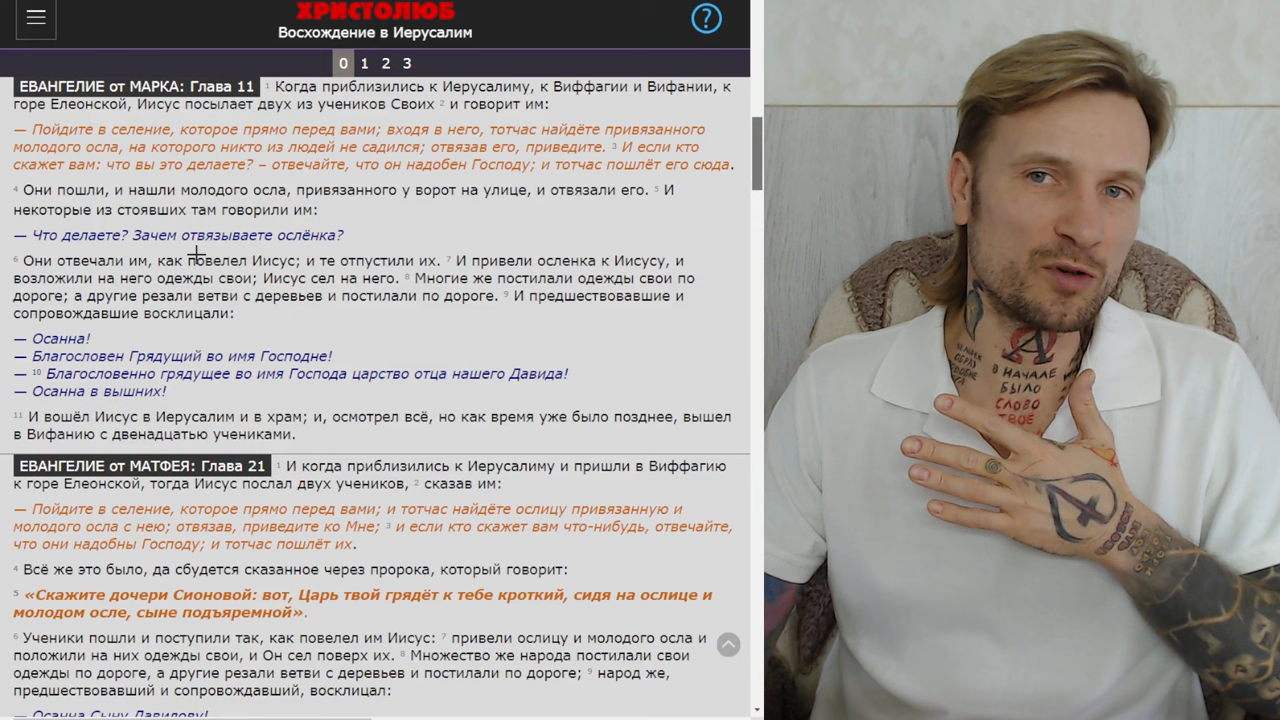 ХРИСТОЛЮБ
Восхождение в Иерусалим
?
0 1 2 3
ЕВАНГЕЛИЕ от МАРКА: Глава 11 1 Когда приблизились к Иерусалиму, к Виффагии и Вифании, к
горе Елеонской, Иисус посылает двух из учеников Своих 2 и говорит им:
— Пойдите в селение, которое прямо перед вами; входя в него, тотчас найдёте привязанного
молодого осла, на которого никто из людей не садился; отвязав его, приведите. 3 И если кто
скажет вам: что вы это делаете? – отвечайте, что он надобен Господу; и тотчас пошлёт его сюда.
4 Они пошли, и нашли молодого осла, привязанного у ворот на улице, и отвязали его. 5 И
некоторые из стоявших там говорили им:
— Что делаете? Зачем отвязываете ослёнка?
6 Они отвечали им, как повелел Иисус; и те отпустили их. 7 И привели осленка к Иисусу, и
возложили на него одежды свои; Иисус сел на него. 8 Многие же постилали одежды свои по
дороге; а другие резали ветви с деревьев и постилали по дороге. 9 И предшествовавшие и
сопровождавшие восклицали:
— Осанна!
— Благословен Грядущий во имя Господне!
— 10 Благословенно грядущее во имя Господа царство отца нашего Давида!
— Осанна в вышних!
11 И вошёл Иисус в Иерусалим и в храм; и, осмотрел всё, но как время уже было позднее, вышел
в Вифанию с двенадцатью учениками.
ЕВАНГЕЛИЕ от МАТФЕЯ: Глава 21 1 И когда приблизились к Иерусалиму и пришли в Виффагию
к горе Елеонской, тогда Иисус послал двух учеников, 2 сказав им:
— Пойдите в селение, которое прямо перед вами; и тотчас найдёте ослицу привязанную и
молодого осла с нею; отвязав, приведите ко Мне; 3 и если кто скажет вам что-нибудь, отвечайте,
что они надобны Господу; и тотчас пошлёт их.
4 Всё же это было, да сбудется сказанное через пророка, который говорит:
5 «Скажите дочери Сионовой: вот, Царь твой грядёт к тебе кроткий, сидя на ослице и
молодом осле, сыне подъяремной».
6 Ученики пошли и поступили так, как повелел им Иисус: 7 привели ослицу и молодого осла и
положили на них одежды свои, и Он сел поверх их. 8 Множество же народа постилали свои
одежды по дороге, а другие резали ветви с деревьев и постилали по дороге; 9 народ же,
предшествовавший и сопровождавший, восклицал:
— Осанна Сыну Давидову!
В НАЧАЛЕ
БЫЛО
СЛОВО
ТВОЕ